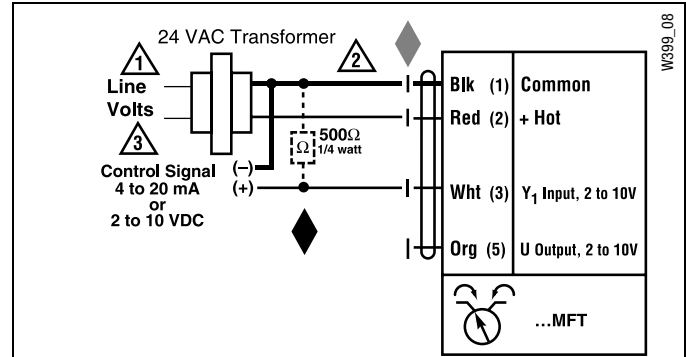 24 VAC Transformer
W399_08
1
2
Line
Volts
3
Control Signal
4 to 20 mA
or
2 to 10 VDC
(–)
(+)
Ω
500Ω
1/4 watt
Blk (1) Common
Red (2) + Hot
Wht (3) Y₁ Input, 2 to 10V
Org (5) U Output, 2 to 10V
...MFT